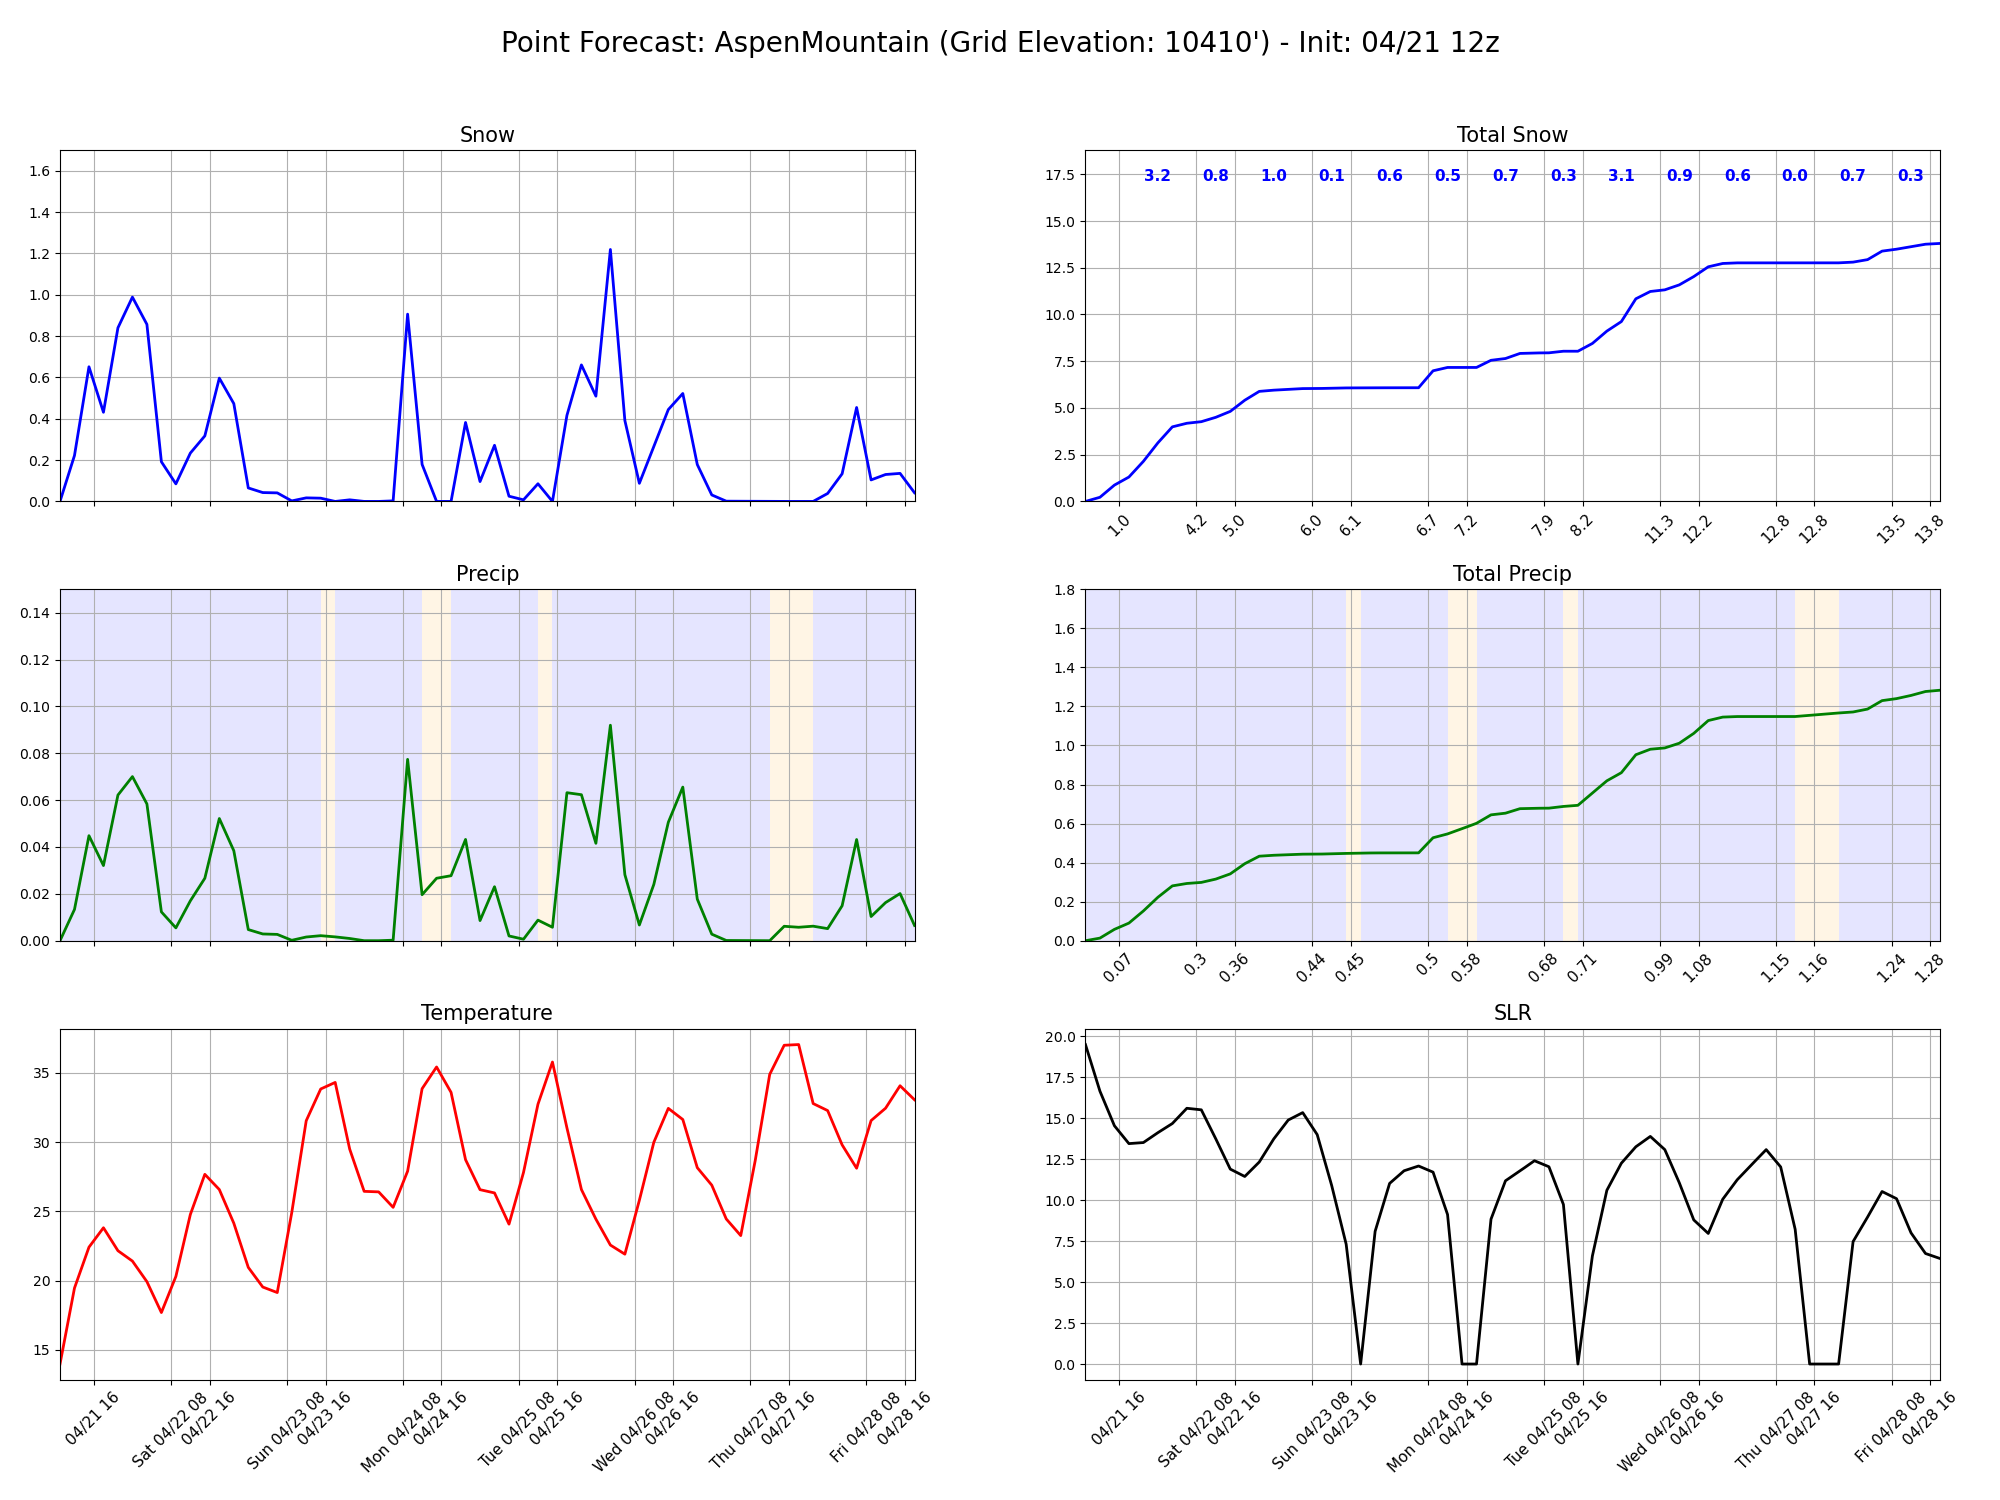 Point Forecast: AspenMountain (Grid Elevation: 10410') - Init: 04/21 12z
Snow
1.6
1.4
1.2
1.0
0.8
0.6
0.4
0.2
0.0
Total Snow
3.2 0.8 1.0 0.1 0.6 0.5 0.7 0.3 3.1 0.9 0.6 0.0 0.7 0.3
17.5
15.0
12.5
10.0
7.5
5.0
2.5
0.0
1.0 4.2 5.0 6.0 6.1 6.7 7.2 7.9 8.2 11.3 12.2 12.8 12.8 13.5 13.8
Precip
0.14
0.12
0.10
0.08
0.06
0.04
0.02
0.00
Total Precip
1.8
1.6
1.4
1.2
1.0
0.8
0.6
0.4
0.2
0.0
0.07 0.3 0.36 0.44 0.45 0.5 0.58 0.68 0.71 0.99 1.08 1.15 1.16 1.24 1.28
Temperature
35
30
25
20
15
04/21 16
Sat 04/22 08
04/22 16
Sun 04/23 08
04/23 16
Mon 04/24 08
04/24 16
Tue 04/25 08
04/25 16
Wed 04/26 08
04/26 16
Thu 04/27 08
04/27 16
Fri 04/28 08
04/28 16
SLR
20.0
17.5
15.0
12.5
10.0
7.5
5.0
2.5
0.0
04/21 16
Sat 04/22 08
04/22 16
Sun 04/23 08
04/23 16
Mon 04/24 08
04/24 16
Tue 04/25 08
04/25 16
Wed 04/26 08
04/26 16
Thu 04/27 08
04/27 16
Fri 04/28 08
04/28 16